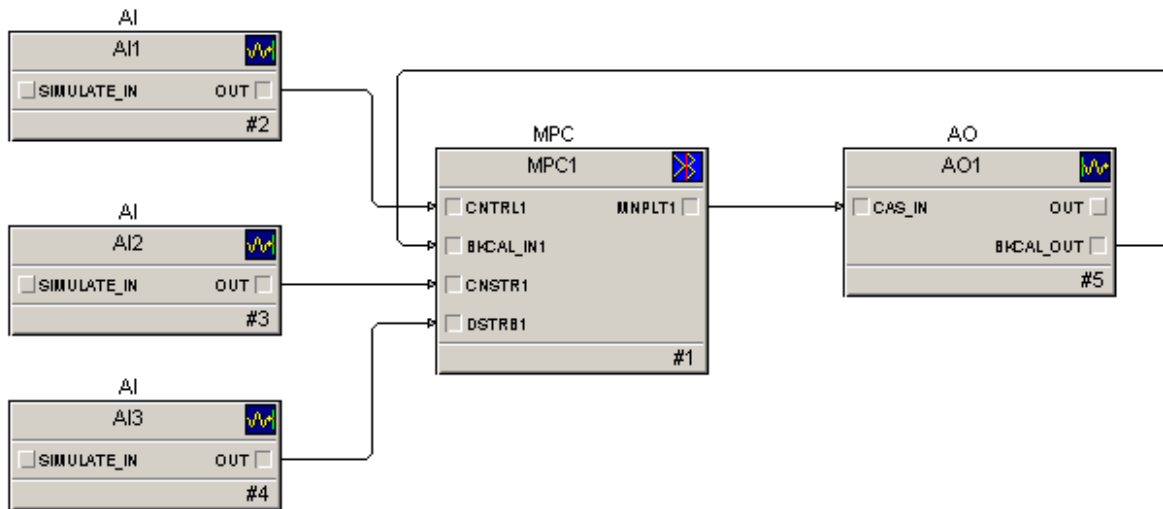 AI
AI1
SIMULATE_IN OUT
#2
AI
AI2
SIMULATE_IN OUT
#3
AI
AI3
SIMULATE_IN OUT
#4
MPC
MPC1
CNTRL1 MNPLT1
BKCAL_IN1
CNSTR1
DSTRB1
#1
AO
AO1
CAS_IN OUT
BKCAL_OUT
#5